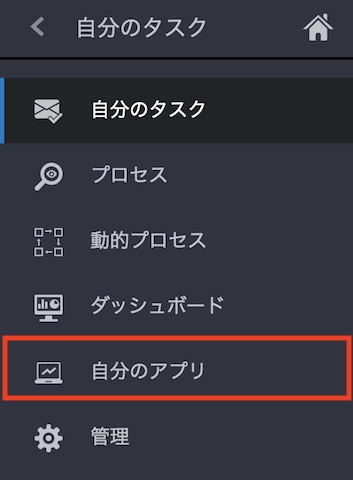 自分のタスク
自分のタスク
プロセス
動的プロセス
ダッシュボード
自分のアプリ
管理